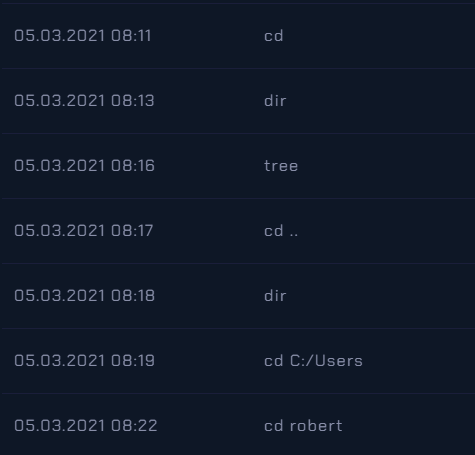 05.03.2021 08:11 cd
05.03.2021 08:13 dir
05.03.2021 08:16 tree
05.03.2021 08:17 cd ..
05.03.2021 08:18 dir
05.03.2021 08:19 cd C:/Users
05.03.2021 08:22 cd robert